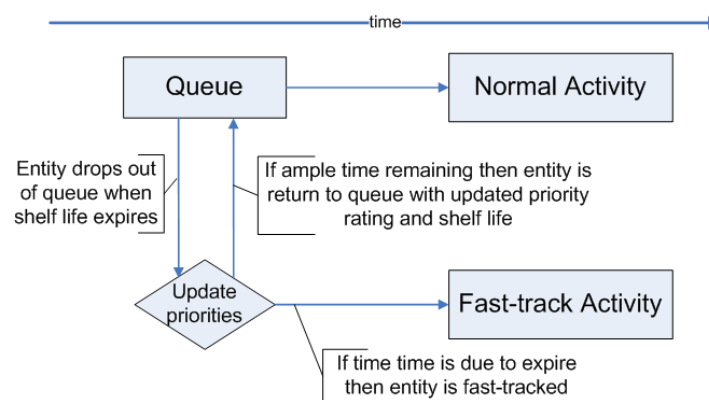 time
Queue
Normal Activity
Entity drops out
of queue when
shelf life expires
If ample time remaining then entity is
return to queue with updated priority
rating and shelf life
Update
priorities
Fast-track Activity
If time time is due to expire
then entity is fast-tracked